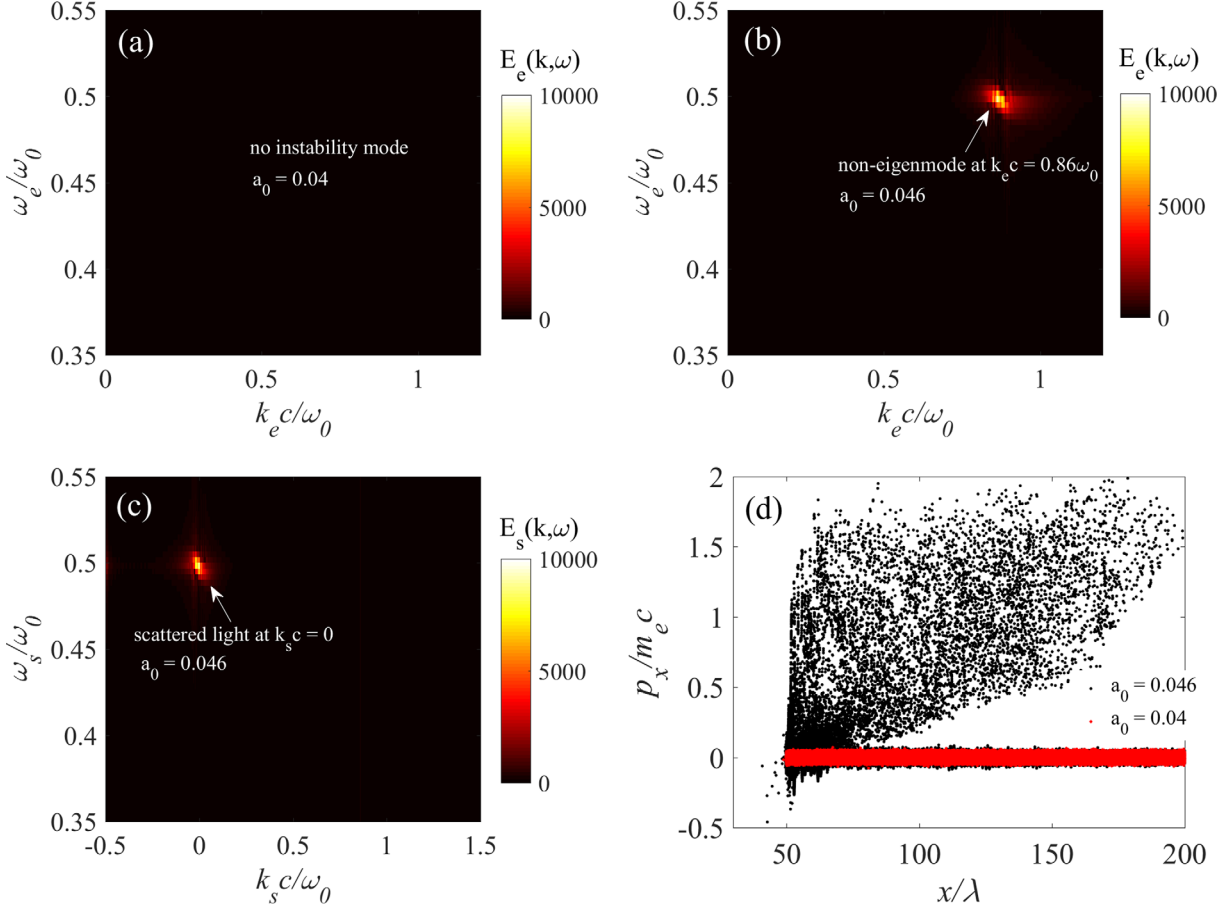 (a)
E_e(k,ω)
0.55
0.5
0.45
0.4
0.35
ω_e/ω_0
no instability mode
a_0 = 0.04
10000
5000
0
0
0.5
1
k_e c/ω_0
(b)
E_e(k,ω)
0.55
0.5
0.45
0.4
0.35
ω_e/ω_0
non-eigenmode at k_e c = 0.86ω_0
a_0 = 0.046
10000
5000
0
0
0.5
1
k_e c/ω_0
(c)
E_s(k,ω)
0.55
0.5
0.45
0.4
0.35
ω_s/ω_0
scattered light at k_s c = 0
a_0 = 0.046
10000
5000
0
-0.5
0
0.5
1
1.5
k_s c/ω_0
(d)
2
1.5
1
0.5
0
-0.5
p_x/m_e c
a_0 = 0.046
a_0 = 0.04
50
100
150
200
x/λ